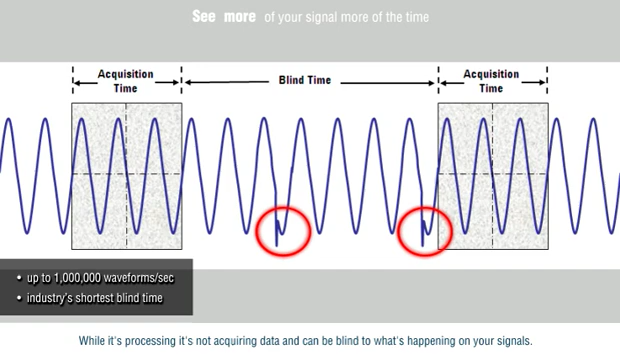 See more of your signal more of the time
Acquisition
Time
Blind Time
Acquisition
Time
• up to 1,000,000 waveforms/sec
• industry's shortest blind time
While it's processing it's not acquiring data and can be blind to what's happening on your signals.